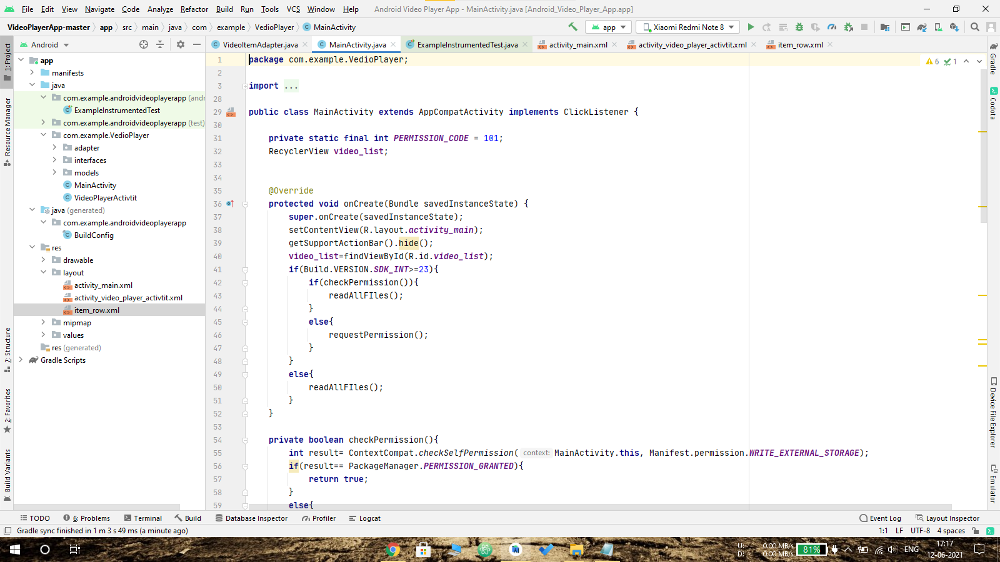 File Edit View Navigate Code Analyze Refactor Build Run Tools VCS Window Help Android Video Player App - MainActivity.java [Android_Video_Player_App.app]
VideoPlayerApp-master app src main java com example VedioPlayer MainActivity app Xiaomi Redmi Note 8
Android VideoItemAdapter.java MainActivity.java ExampleInstrumentedTest.java activity_main.xml activity_video_player_activtit.xml item_row.xml
1: Project
Resource Manager
7: Structure
2: Favorites
Build Variants
app
manifests
java
com.example.androidvideoplayerapp (andr
ExampleInstrumentedTest
com.example.androidvideoplayerapp (test)
com.example.VedioPlayer
adapter
interfaces
models
MainActivity
VideoPlayerActivtit
java (generated)
com.example.androidvideoplayerapp
BuildConfig
res
drawable
layout
activity_main.xml
activity_video_player_activtit.xml
item_row.xml
mipmap
values
res (generated)
Gradle Scripts
1 package com.example.VedioPlayer;
2
3 import ...
28
29 public class MainActivity extends AppCompatActivity implements ClickListener {
30
31 private static final int PERMISSION_CODE = 101;
32 RecyclerView video_list;
33
34
35 @Override
36 protected void onCreate(Bundle savedInstanceState) {
37 super.onCreate(savedInstanceState);
38 setContentView(R.layout.activity_main);
39 getSupportActionBar().hide();
40 video_list=findViewById(R.id.video_list);
41 if(Build.VERSION.SDK_INT>=23){
42 if(checkPermission()){
43 readAllFIles();
44 }
45 else{
46 requestPermission();
47 }
48 }
49 else{
50 readAllFIles();
51 }
52 }
53
54 private boolean checkPermission(){
55 int result= ContextCompat.checkSelfPermission( context: MainActivity.this, Manifest.permission.WRITE_EXTERNAL_STORAGE);
56 if(result== PackageManager.PERMISSION_GRANTED){
57 return true;
58 }
59 else{
6 1
Gradle
Codota
Device File Explorer
Emulator
TODO 6: Problems Terminal Build Database Inspector Profiler Logcat Event Log Layout Inspector
Gradle sync finished in 1 m 3 s 49 ms (a minute ago) 1:1 LF UTF-8 4 spaces
U: 0.00 MB/s
D: 0.00 MB/s
81%
ENG
17:17
12-06-2021